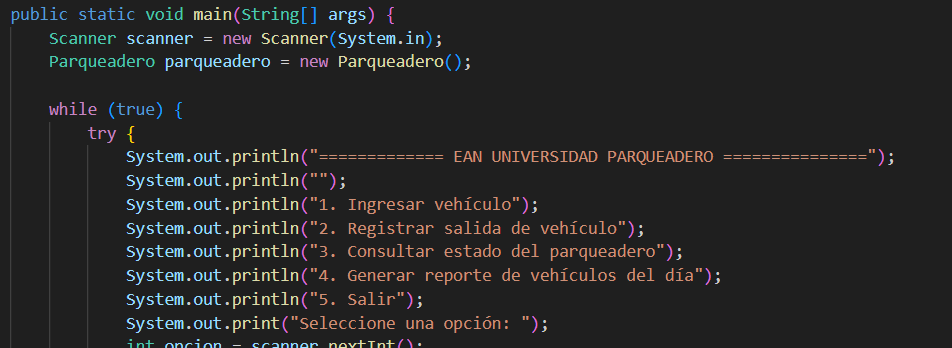 public static void main(String[] args) {
Scanner scanner = new Scanner(System.in);
Parqueadero parqueadero = new Parqueadero();
while (true) {
try {
System.out.println("============= EAN UNIVERSIDAD PARQUEADERO ===============");
System.out.println("");
System.out.println("1. Ingresar vehículo");
System.out.println("2. Registrar salida de vehículo");
System.out.println("3. Consultar estado del parqueadero");
System.out.println("4. Generar reporte de vehículos del día");
System.out.println("5. Salir");
System.out.print("Seleccione una opción: ");
int opcion = scanner.nextInt();